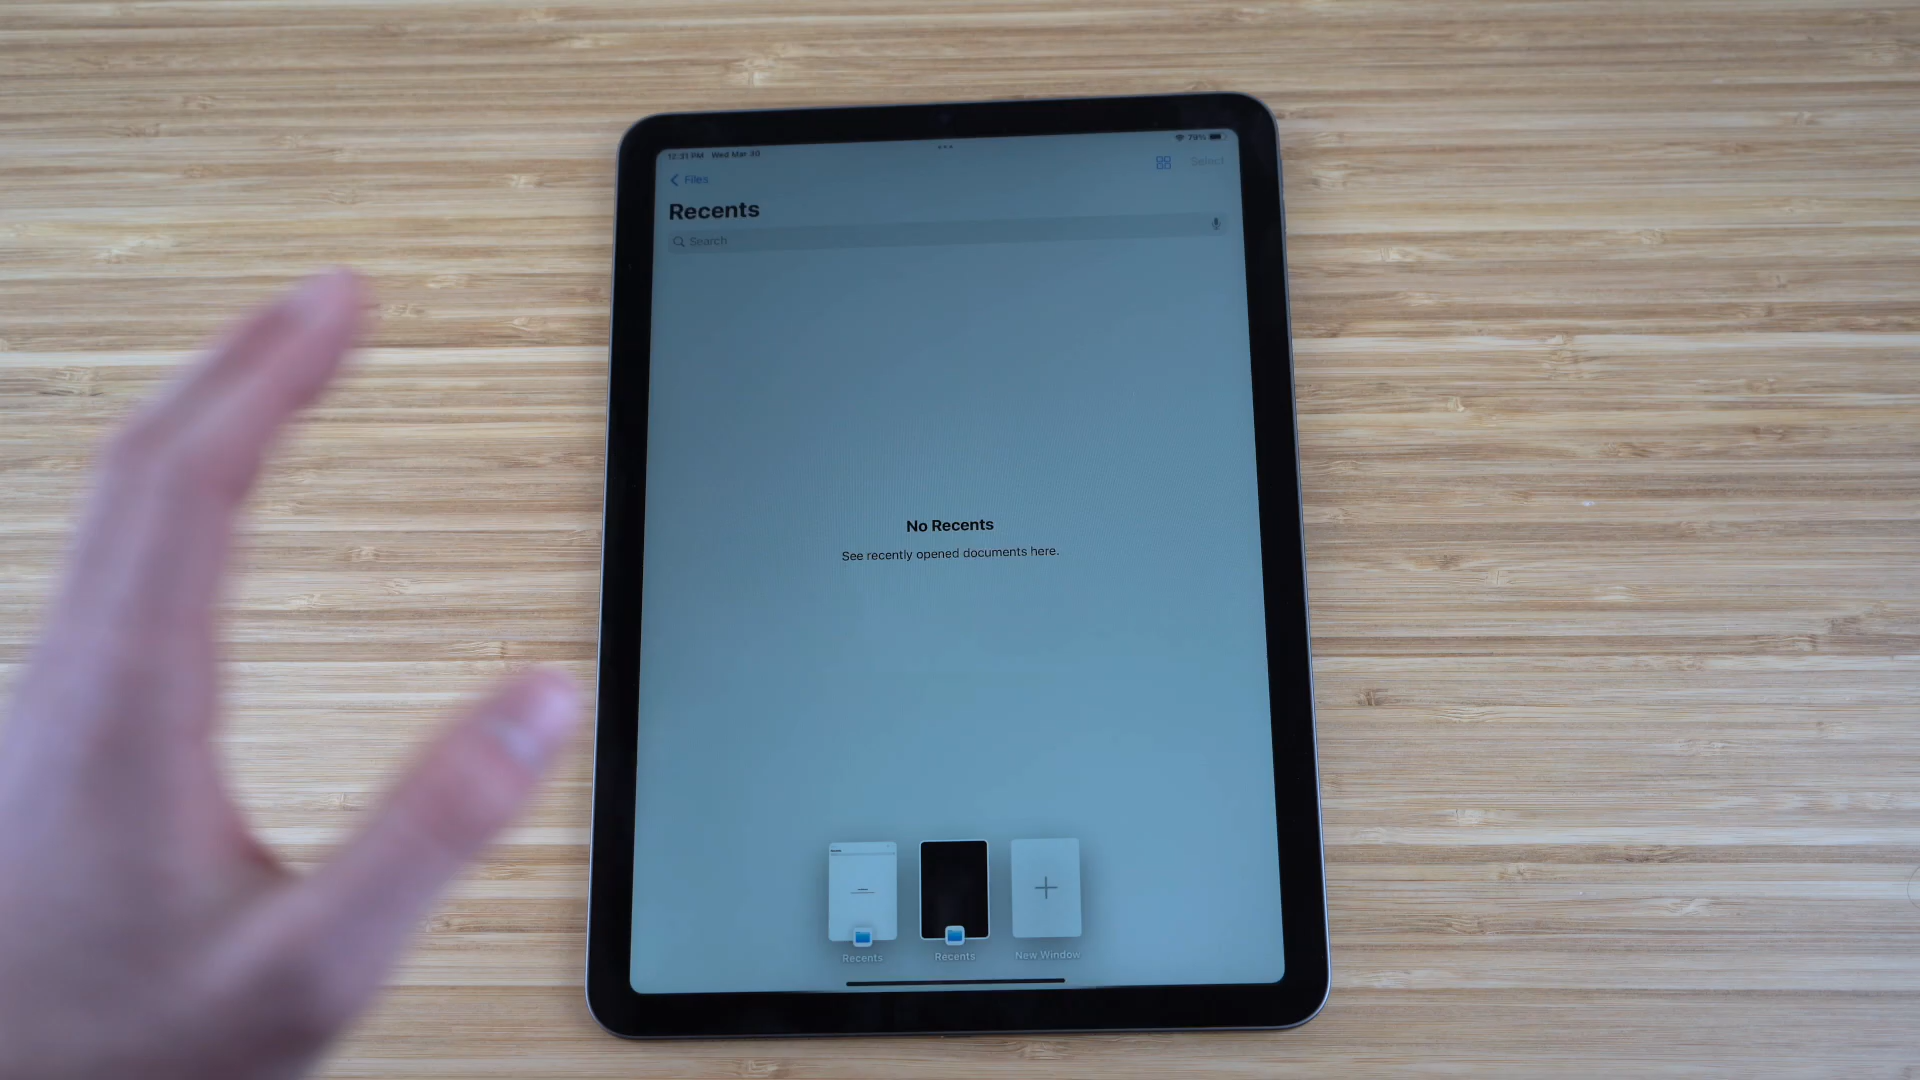 12:31 PM Wed Mar 30
79%
Files
Select
Recents
Search
No Recents
See recently opened documents here.
Recents
Recents
New Window